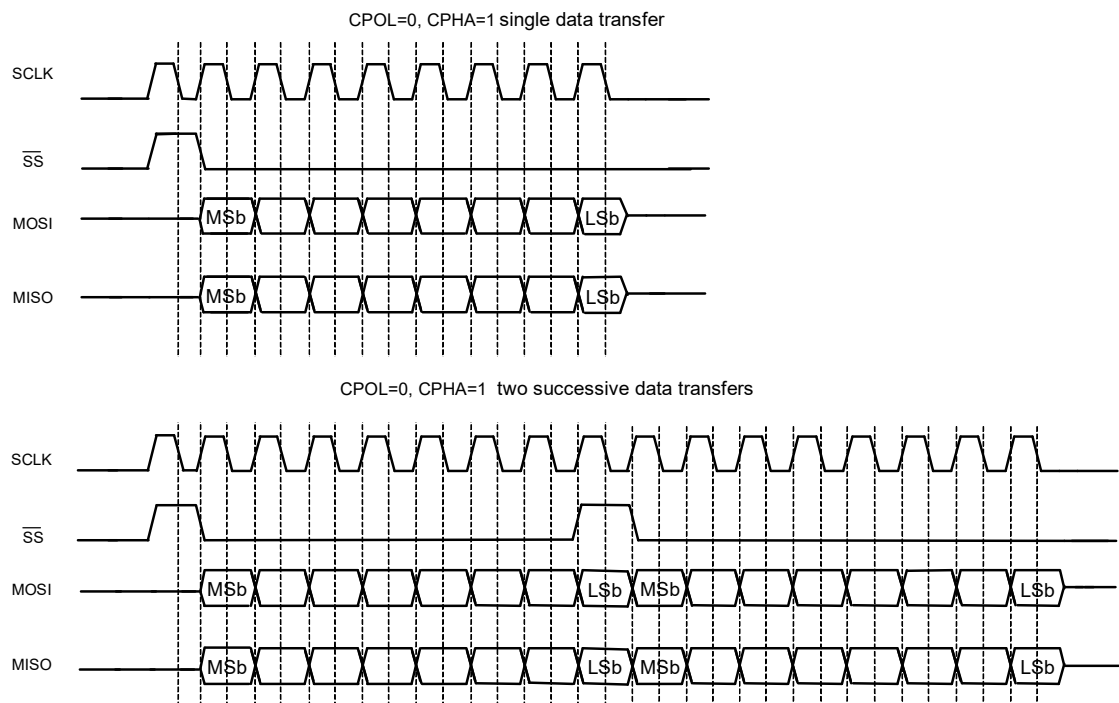 CPOL=0, CPHA=1 single data transfer
SCLK
SS
MOSI MSb LSb
MISO MSb LSb
CPOL=0, CPHA=1 two successive data transfers
SCLK
SS
MOSI MSb LSb MSb LSb
MISO MSb LSb MSb LSb